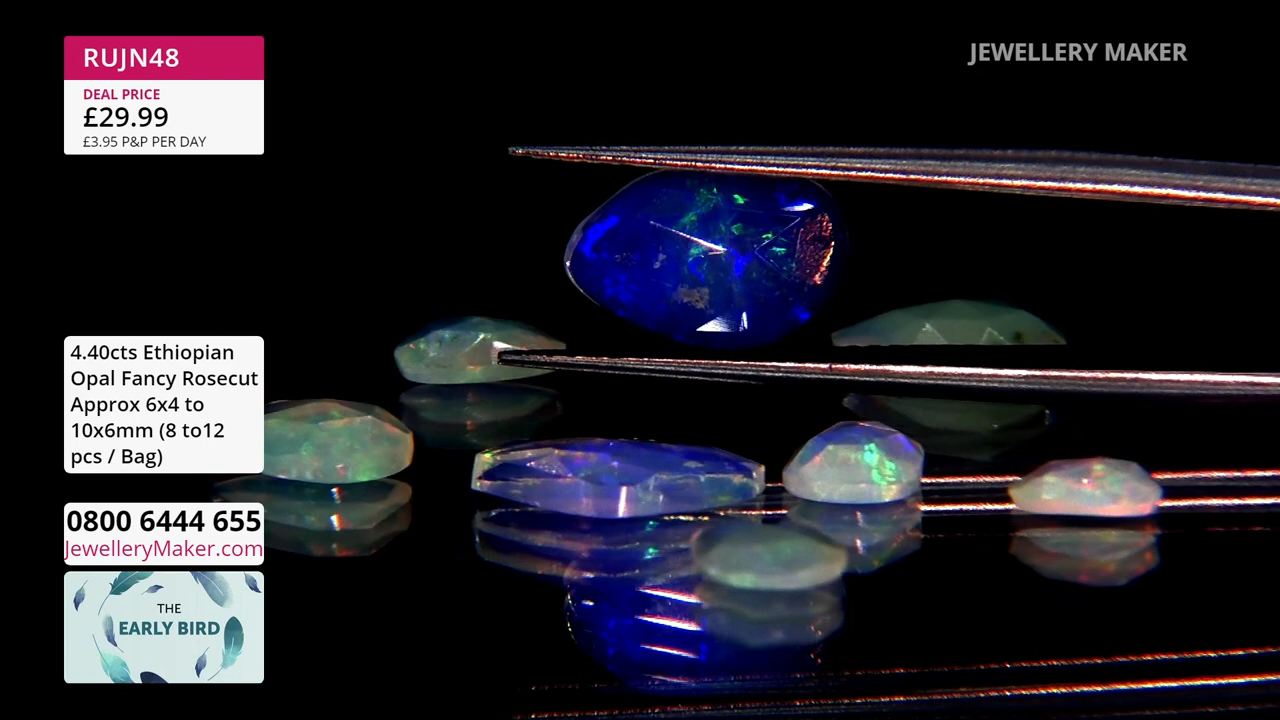 RUJN48
DEAL PRICE
£29.99
£3.95 P&P PER DAY
JEWELLERY MAKER
4.40cts Ethiopian
Opal Fancy Rosecut
Approx 6x4 to
10x6mm (8 to12
pcs / Bag)
0800 6444 655
JewelleryMaker.com
THE
EARLY BIRD